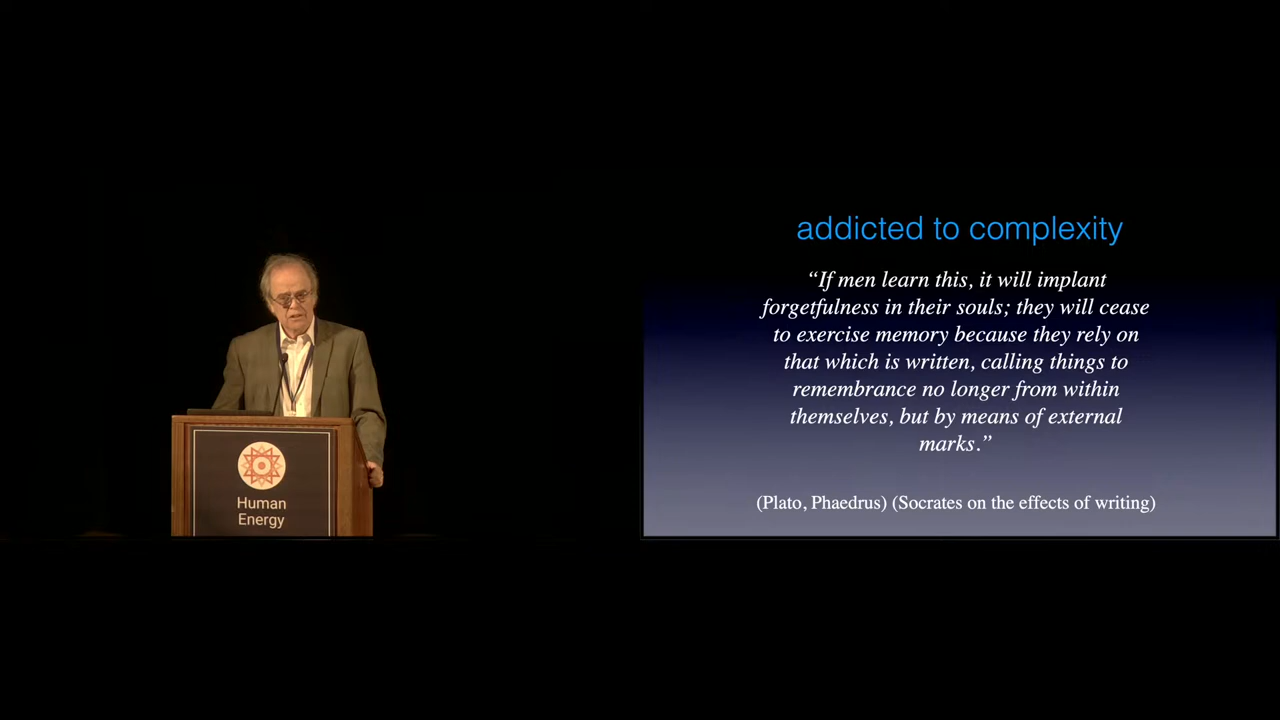 addicted to complexity
“If men learn this, it will implant
forgetfulness in their souls; they will cease
to exercise memory because they rely on
that which is written, calling things to
remembrance no longer from within
themselves, but by means of external
marks.”
(Plato, Phaedrus) (Socrates on the effects of writing)
Human
Energy